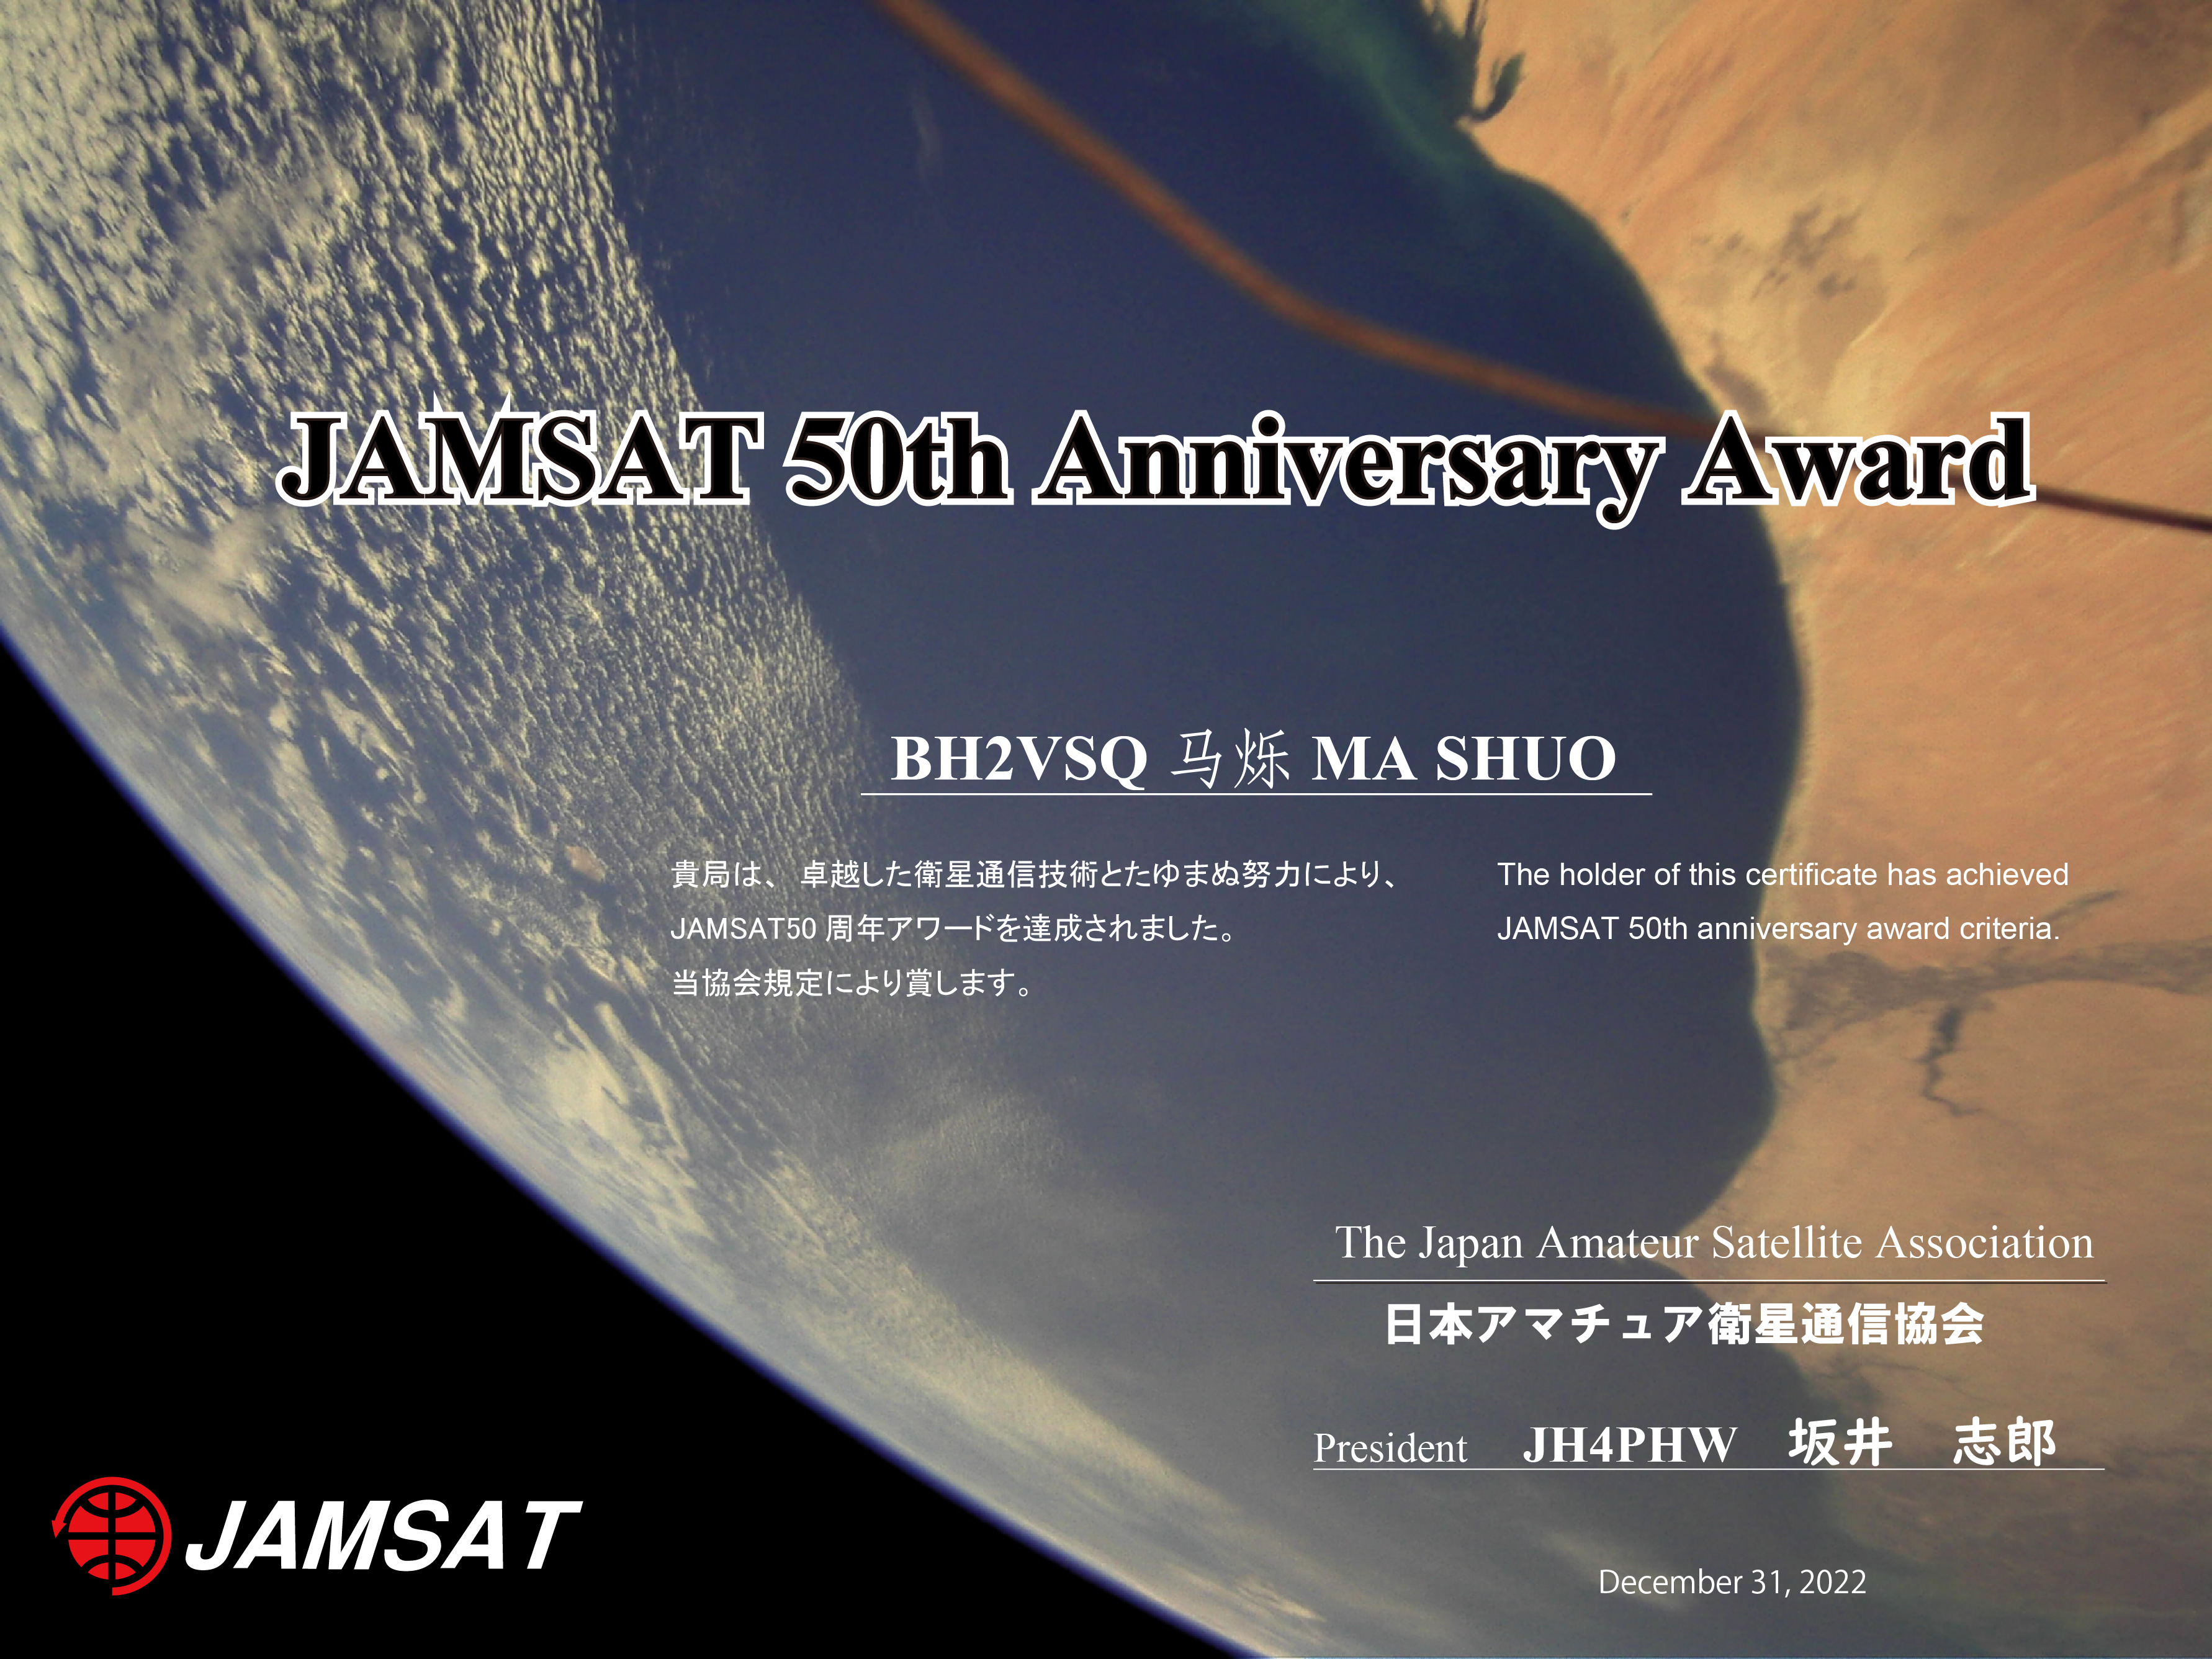 JAMSAT 50th Anniversary Award
BH2VSQ 马烁 MA SHUO
貴局は、 卓越した衛星通信技術とたゆまぬ努力により、
JAMSAT50 周年アワードを達成されました。
当協会規定により賞します。
The holder of this certificate has achieved
JAMSAT 50th anniversary award criteria.
The Japan Amateur Satellite Association
日本アマチュア衛星通信協会
President JH4PHW 坂井 志郎
JAMSAT
December 31, 2022